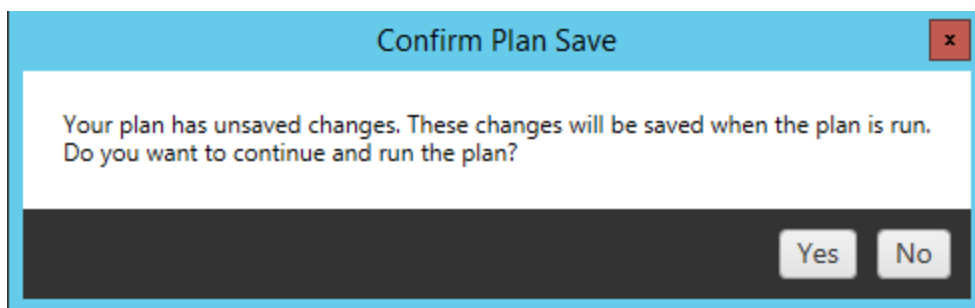 Confirm Plan Save
x
Your plan has unsaved changes. These changes will be saved when the plan is run.
Do you want to continue and run the plan?
Yes
No